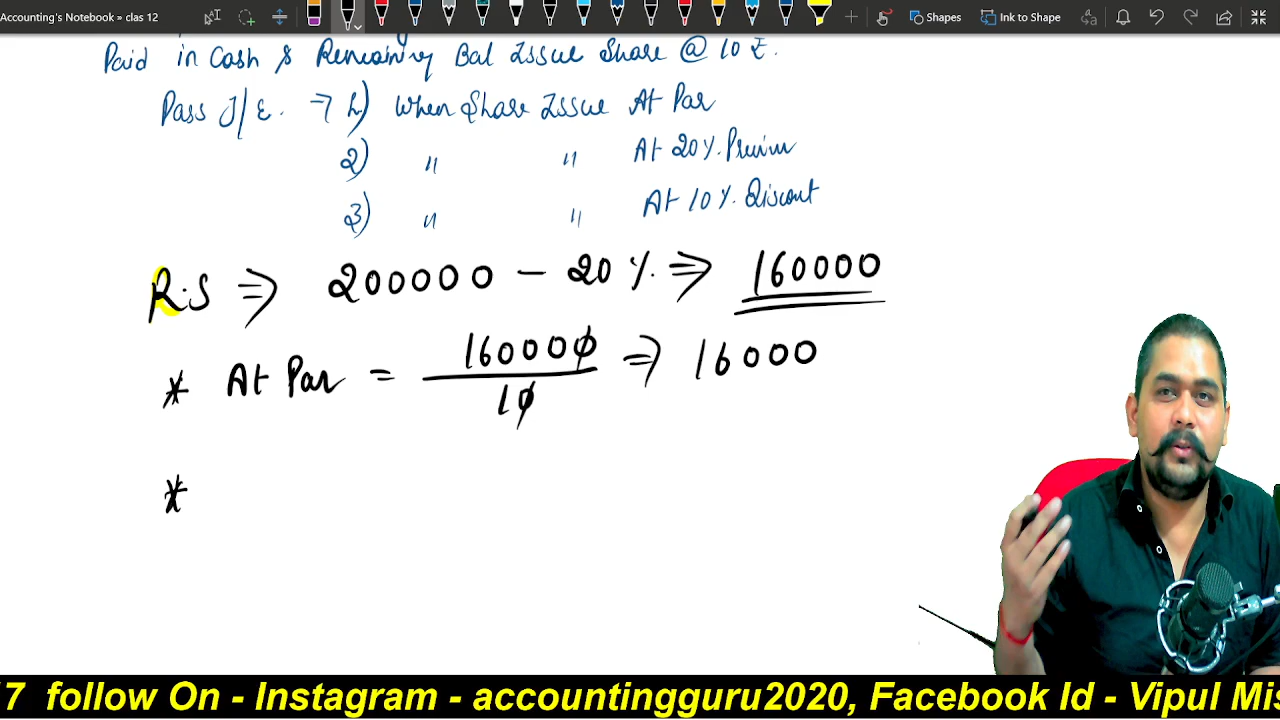 Accounting's Notebook » clas 12
Shapes
Ink to Shape
Paid in Cash & Remaining Bal Issue Share @ 10 ₹.
Pass J/E. → 1) When Share Issue At Par
2) " " At 20%. Premium
3) " " At 10%. Discount
R.S ⇒ 200000 - 20 % ⇒ 160000
* At Par = 160000 / 10 ⇒ 16000
*
7 follow On - Instagram - accountingguru2020, Facebook Id - Vipul Mis